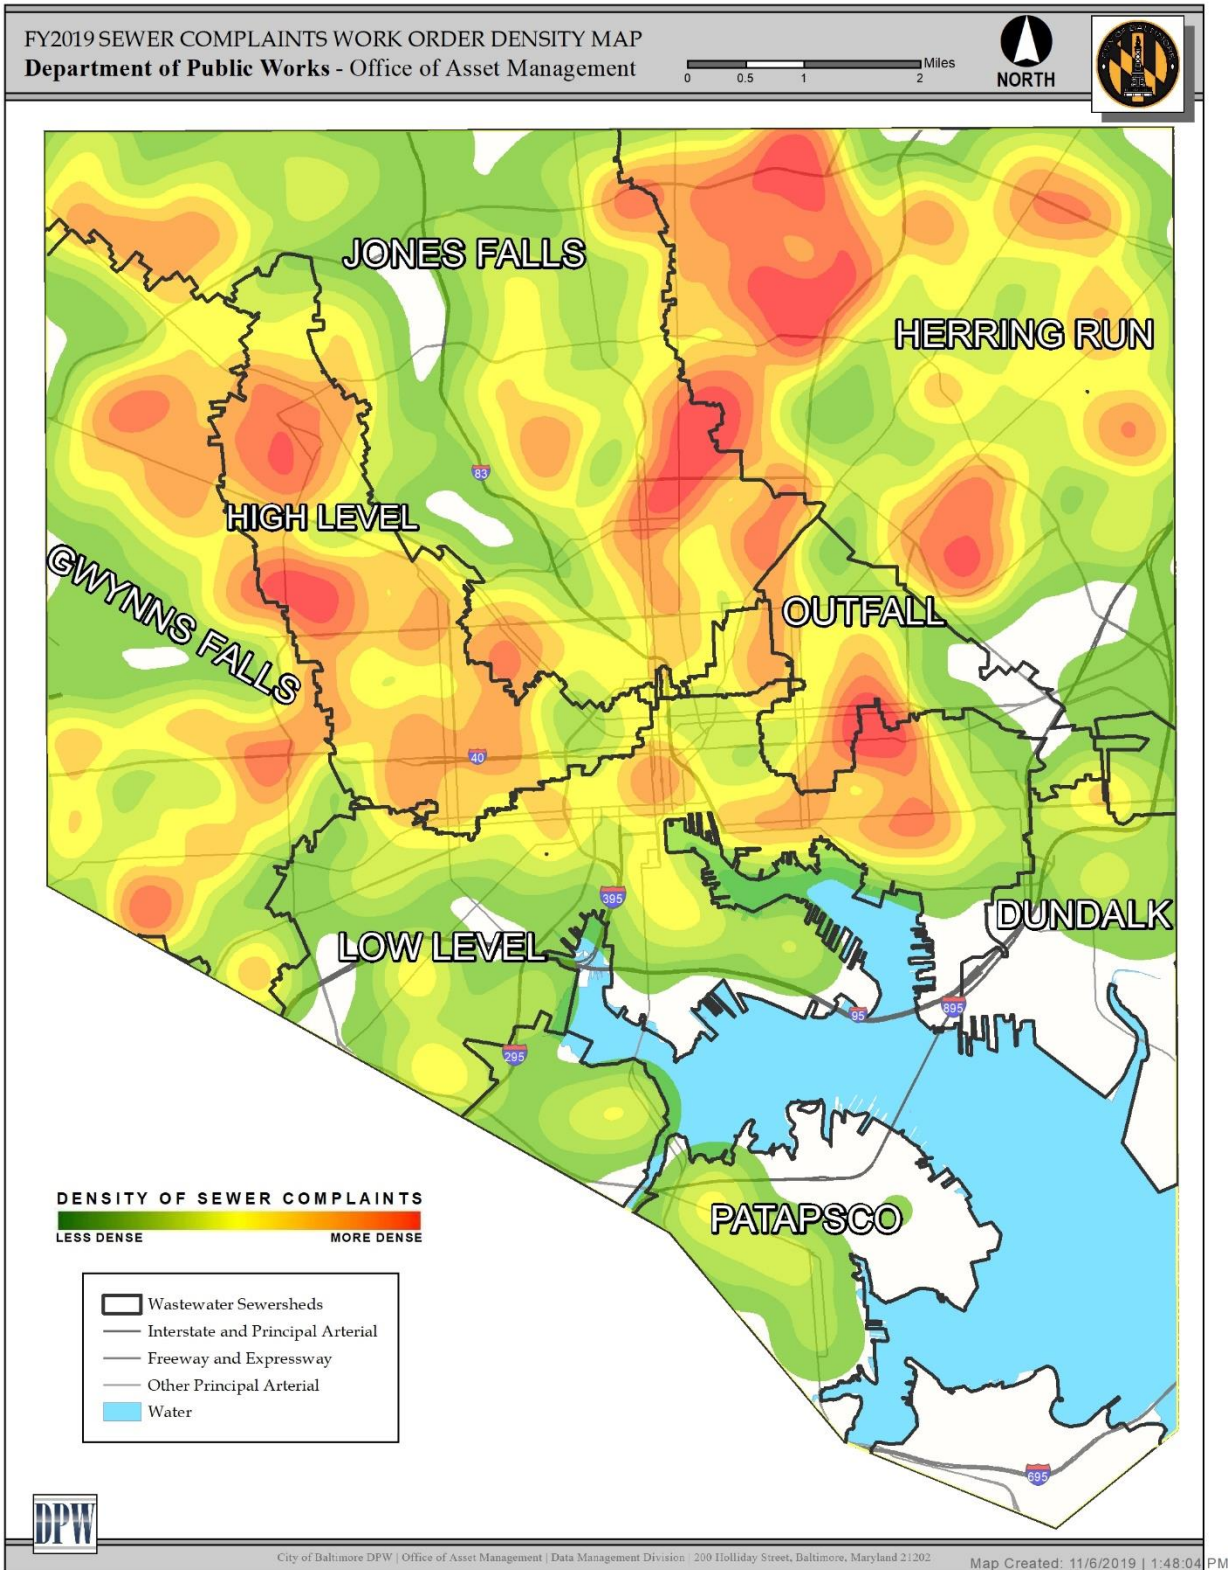 FY2019 SEWER COMPLAINTS WORK ORDER DENSITY MAP
Department of Public Works - Office of Asset Management
0 0.5 1 2 Miles
NORTH
CITY OF BALTIMORE
JONES FALLS
HERRING RUN
83
HIGH LEVEL
GWYNNS FALLS
OUTFALL
40
395
DUNDALK
LOW LEVEL
895
95
295
PATAPSCO
DENSITY OF SEWER COMPLAINTS
LESS DENSE MORE DENSE
Wastewater Sewersheds
Interstate and Principal Arterial
Freeway and Expressway
Other Principal Arterial
Water
695
DPW
City of Baltimore DPW | Office of Asset Management | Data Management Division | 200 Holliday Street, Baltimore, Maryland 21202
Map Created: 11/6/2019 | 1:48:04 PM